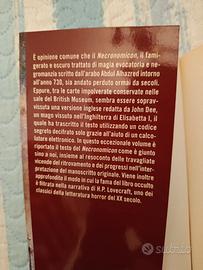 È opinione comune che il Necronomicon, il fami-
gerato e oscuro trattato di magia evocatoria e ne-
gromanzia scritto dall'arabo Abdul Alhazred intorno
all'anno 730, sia andato perduto ormai da secoli.
Eppure, tra le carte impolverate conservate nelle
sale del British Museum, sembra essere soprav-
vissuta una versione inglese redatta da John Dee,
un mago vissuto nell'Inghilterra di Elisabetta I, il
quale ha trascritto il testo utilizzando un codice
segreto decifrato solo grazie all'aiuto di un calco-
latore elettronico. In questo eccezionale volume è
riportato il testo del Necronomicon come è giunto
sino a noi, insieme al resoconto delle travagliate
vicende del ritrovamento e dei progressi nell'inter-
pretazione del manoscritto originale. Viene inoltre
approfondito il modo in cui la fama del libro occulto
è filtrata nella narrativa di H.P. Lovecraft, uno dei
classici della letteratura horror del XX secolo.
Subito.it